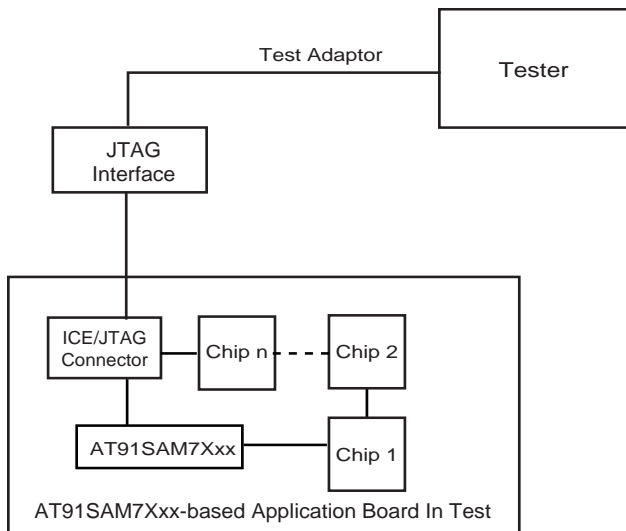 Test Adaptor
Tester
JTAG
Interface
ICE/JTAG
Connector
Chip n
Chip 2
AT91SAM7Xxx
Chip 1
AT91SAM7Xxx-based Application Board In Test